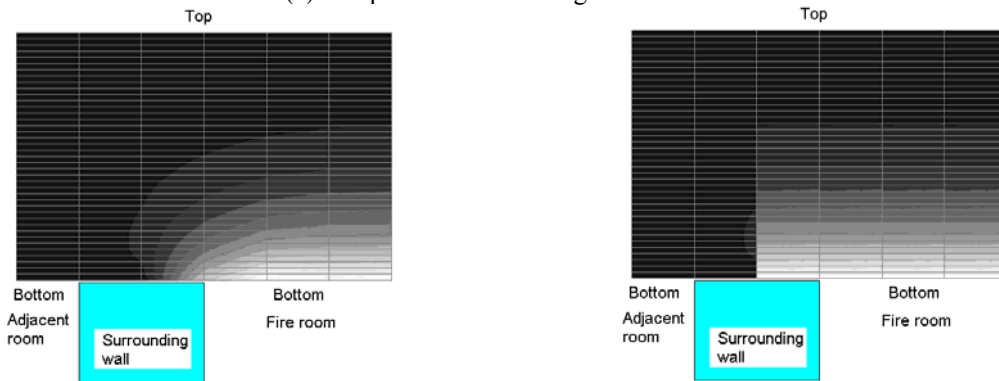 Top
Bottom
Bottom
Adjacent
room
Fire room
Surrounding
wall
Top
Bottom
Bottom
Adjacent
room
Fire room
Surrounding
wall